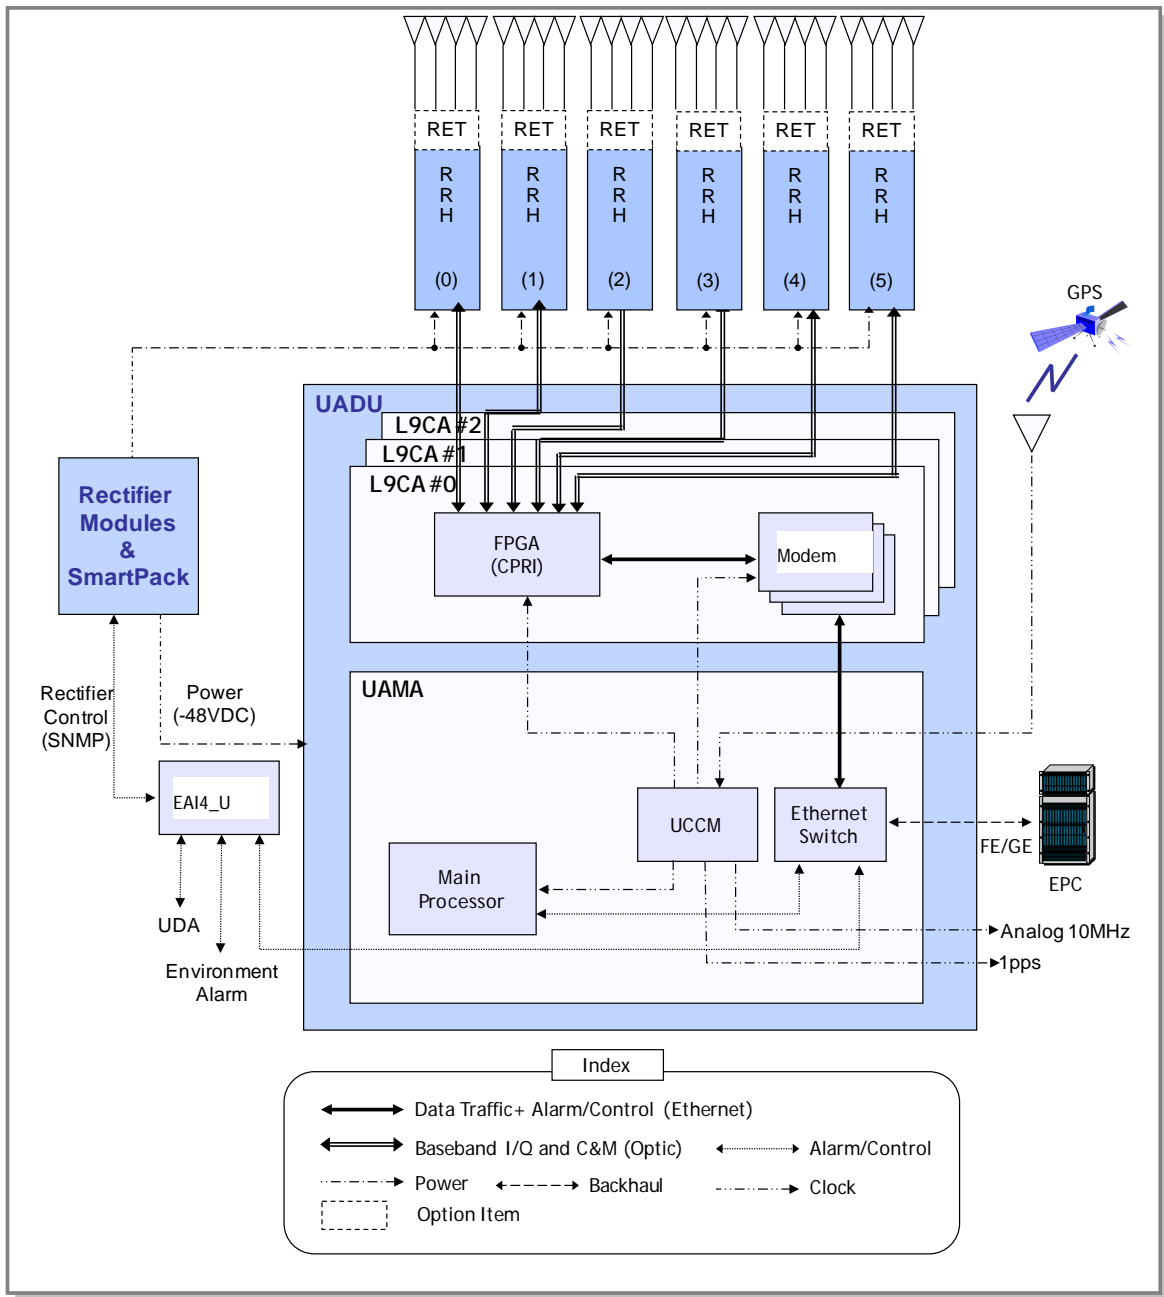 RET RET RET RET RET RET
R R H (0)
R R H (1)
R R H (2)
R R H (3)
R R H (4)
R R H (5)
GPS
UADU
L9CA #2
L9CA #1
L9CA #0
Rectifier
Modules
&
SmartPack
FPGA
(CPRI)
Modem
Rectifier
Control
(SNMP)
Power
(-48VDC)
UAMA
EAI4_U
UCCM
Ethernet
Switch
FE/GE
EPC
Main
Processor
UDA
Environment
Alarm
Analog 10MHz
1pps
Index
Data Traffic+ Alarm/Control (Ethernet)
Baseband I/Q and C&M (Optic)
Alarm/Control
Power
Backhaul
Clock
Option Item